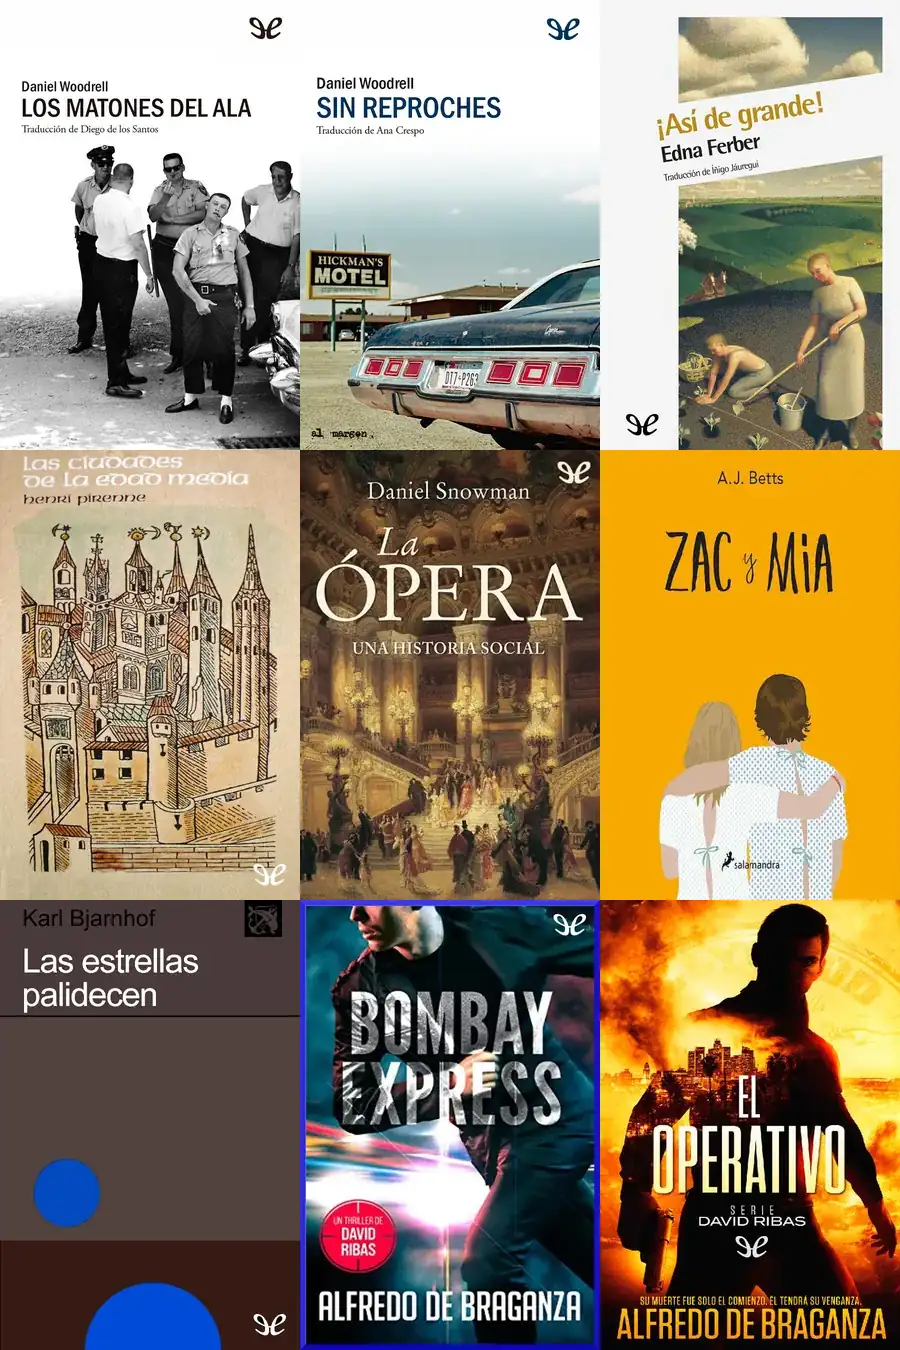 Daniel Woodrell
LOS MATONES DEL ALA
Traducción de Diego de los Santos
Daniel Woodrell
SIN REPROCHES
Traducción de Ana Crespo
HICKMAN'S
MOTEL
al margen
¡Así de grande!
Edna Ferber
Traducción de Íñigo Jáuregui
Las ciudades
de la edad media
henri pirenne
Daniel Snowman
La
ÓPERA
UNA HISTORIA SOCIAL
A.J. Betts
ZAC y MIA
salamandra
Karl Bjarnhof
Las estrellas
palidecen
BOMBAY
EXPRESS
UN THRILLER DE
DAVID
RIBAS
ALFREDO DE BRAGANZA
EL
OPERATIVO
SERIE
DAVID RIBAS
SU MUERTE FUE SOLO EL COMIENZO. ÉL TENDRÁ SU VENGANZA.
ALFREDO DE BRAGANZA